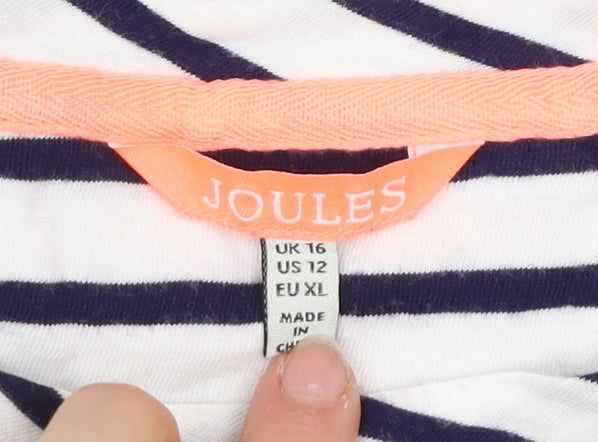 JOULES
UK 16
US 12
EU XL
MADE
IN